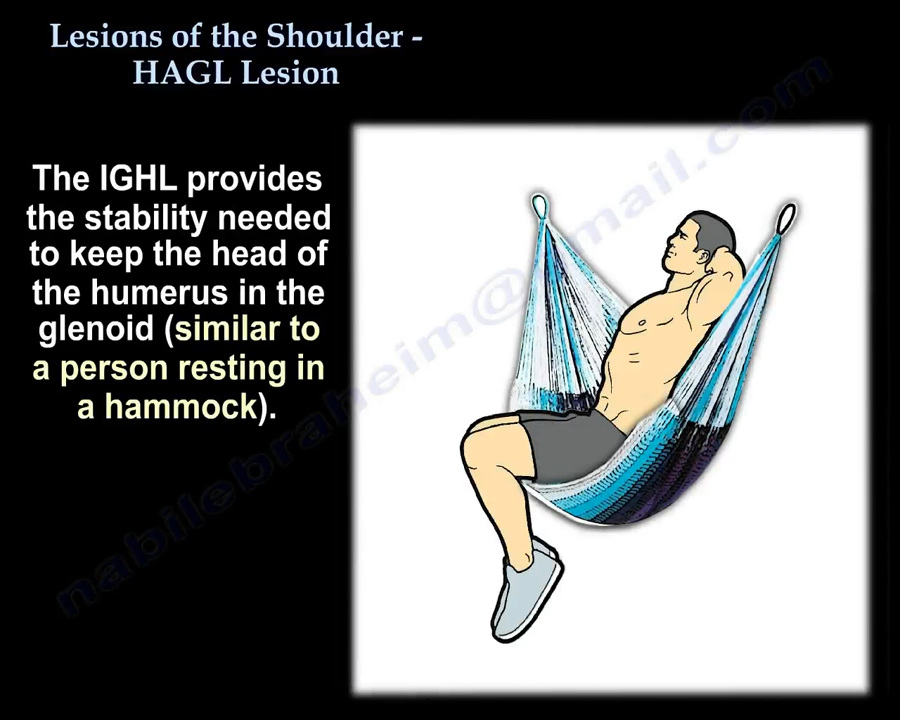 Lesions of the Shoulder -
HAGL Lesion
The IGHL provides
the stability needed
to keep the head of
the humerus in the
glenoid (similar to
a person resting in
a hammock).
nabilebraheim@gmail.com